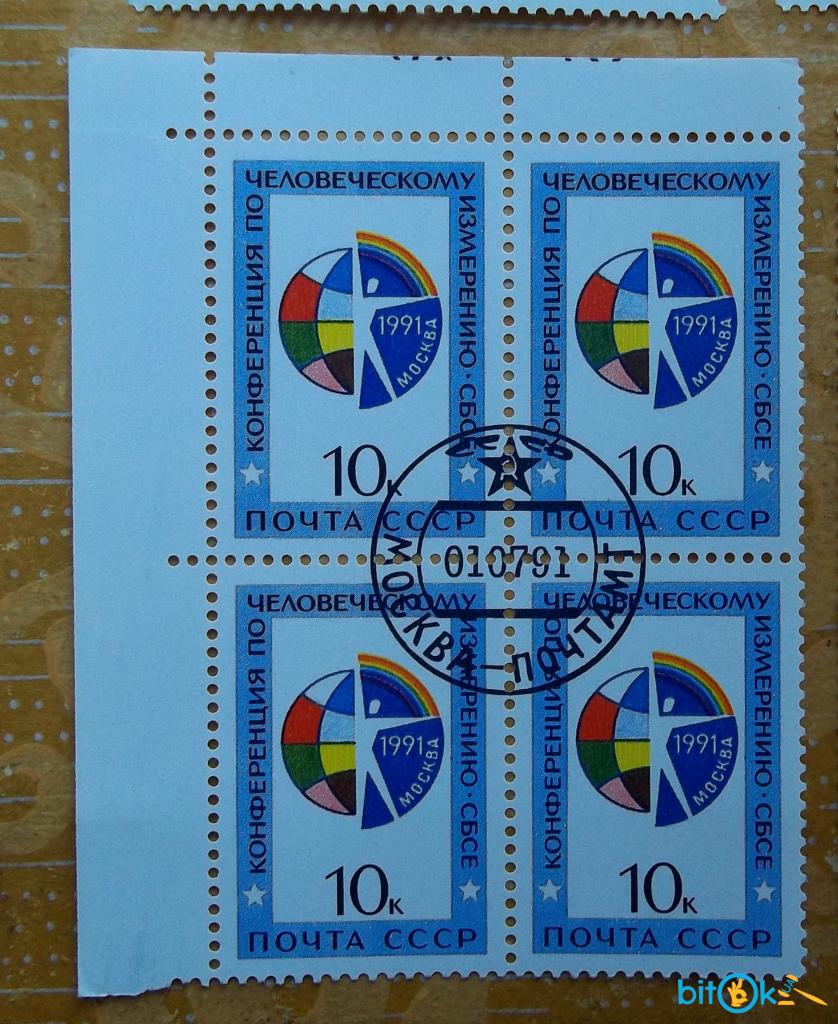 КОНФЕРЕНЦИЯ ПО ЧЕЛОВЕЧЕСКОМУ ИЗМЕРЕНИЮ · СБСЕ
1991
МОСКВА
10к
ПОЧТА СССР
КОНФЕРЕНЦИЯ ПО ЧЕЛОВЕЧЕСКОМУ ИЗМЕРЕНИЮ · СБСЕ
1991
МОСКВА
10к
ПОЧТА СССР
СССР
010791
МОСКВА-ПОЧТАМТ
КОНФЕРЕНЦИЯ ПО ЧЕЛОВЕЧЕСКОМУ ИЗМЕРЕНИЮ · СБСЕ
1991
МОСКВА
10к
ПОЧТА СССР
КОНФЕРЕНЦИЯ ПО ЧЕЛОВЕЧЕСКОМУ ИЗМЕРЕНИЮ · СБСЕ
1991
МОСКВА
10к
ПОЧТА СССР
bitOk